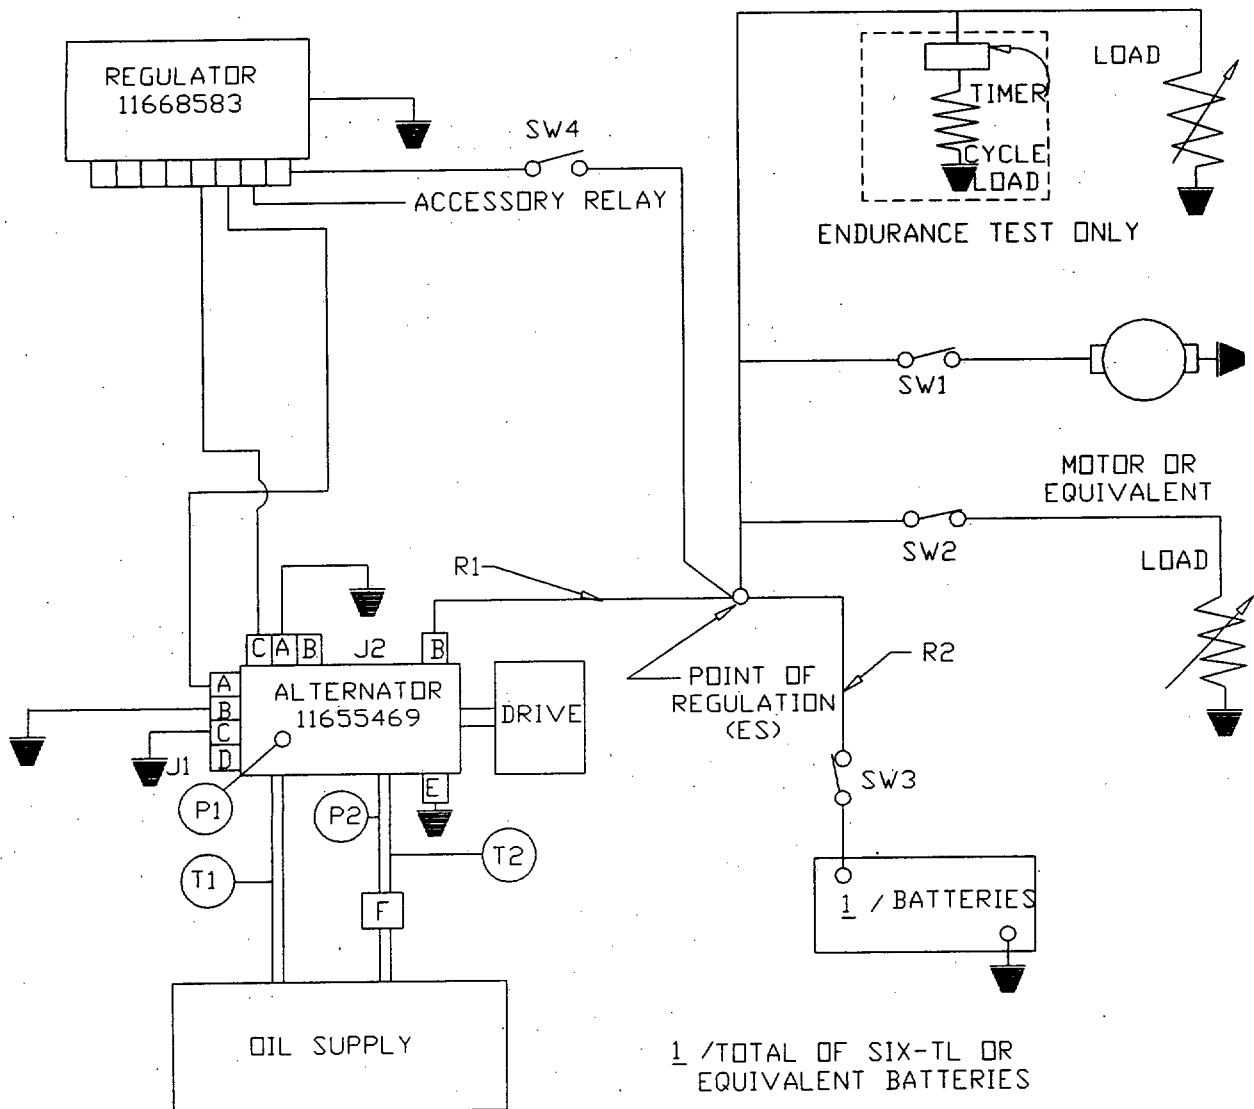 REGULATOR
11668583
SW4
ACCESSORY RELAY
LOAD
TIMER
CYCLE
LOAD
ENDURANCE TEST ONLY
SW1
MOTOR OR
EQUIVALENT
SW2
LOAD
R1
R2
POINT OF
REGULATION
(ES)
C A B
J2
B
A
B
C
D
J1
ALTERNATOR
11655469
DRIVE
E
P1
P2
T1
T2
F
SW3
1 / BATTERIES
OIL SUPPLY
1 /TOTAL OF SIX-TL OR
EQUIVALENT BATTERIES